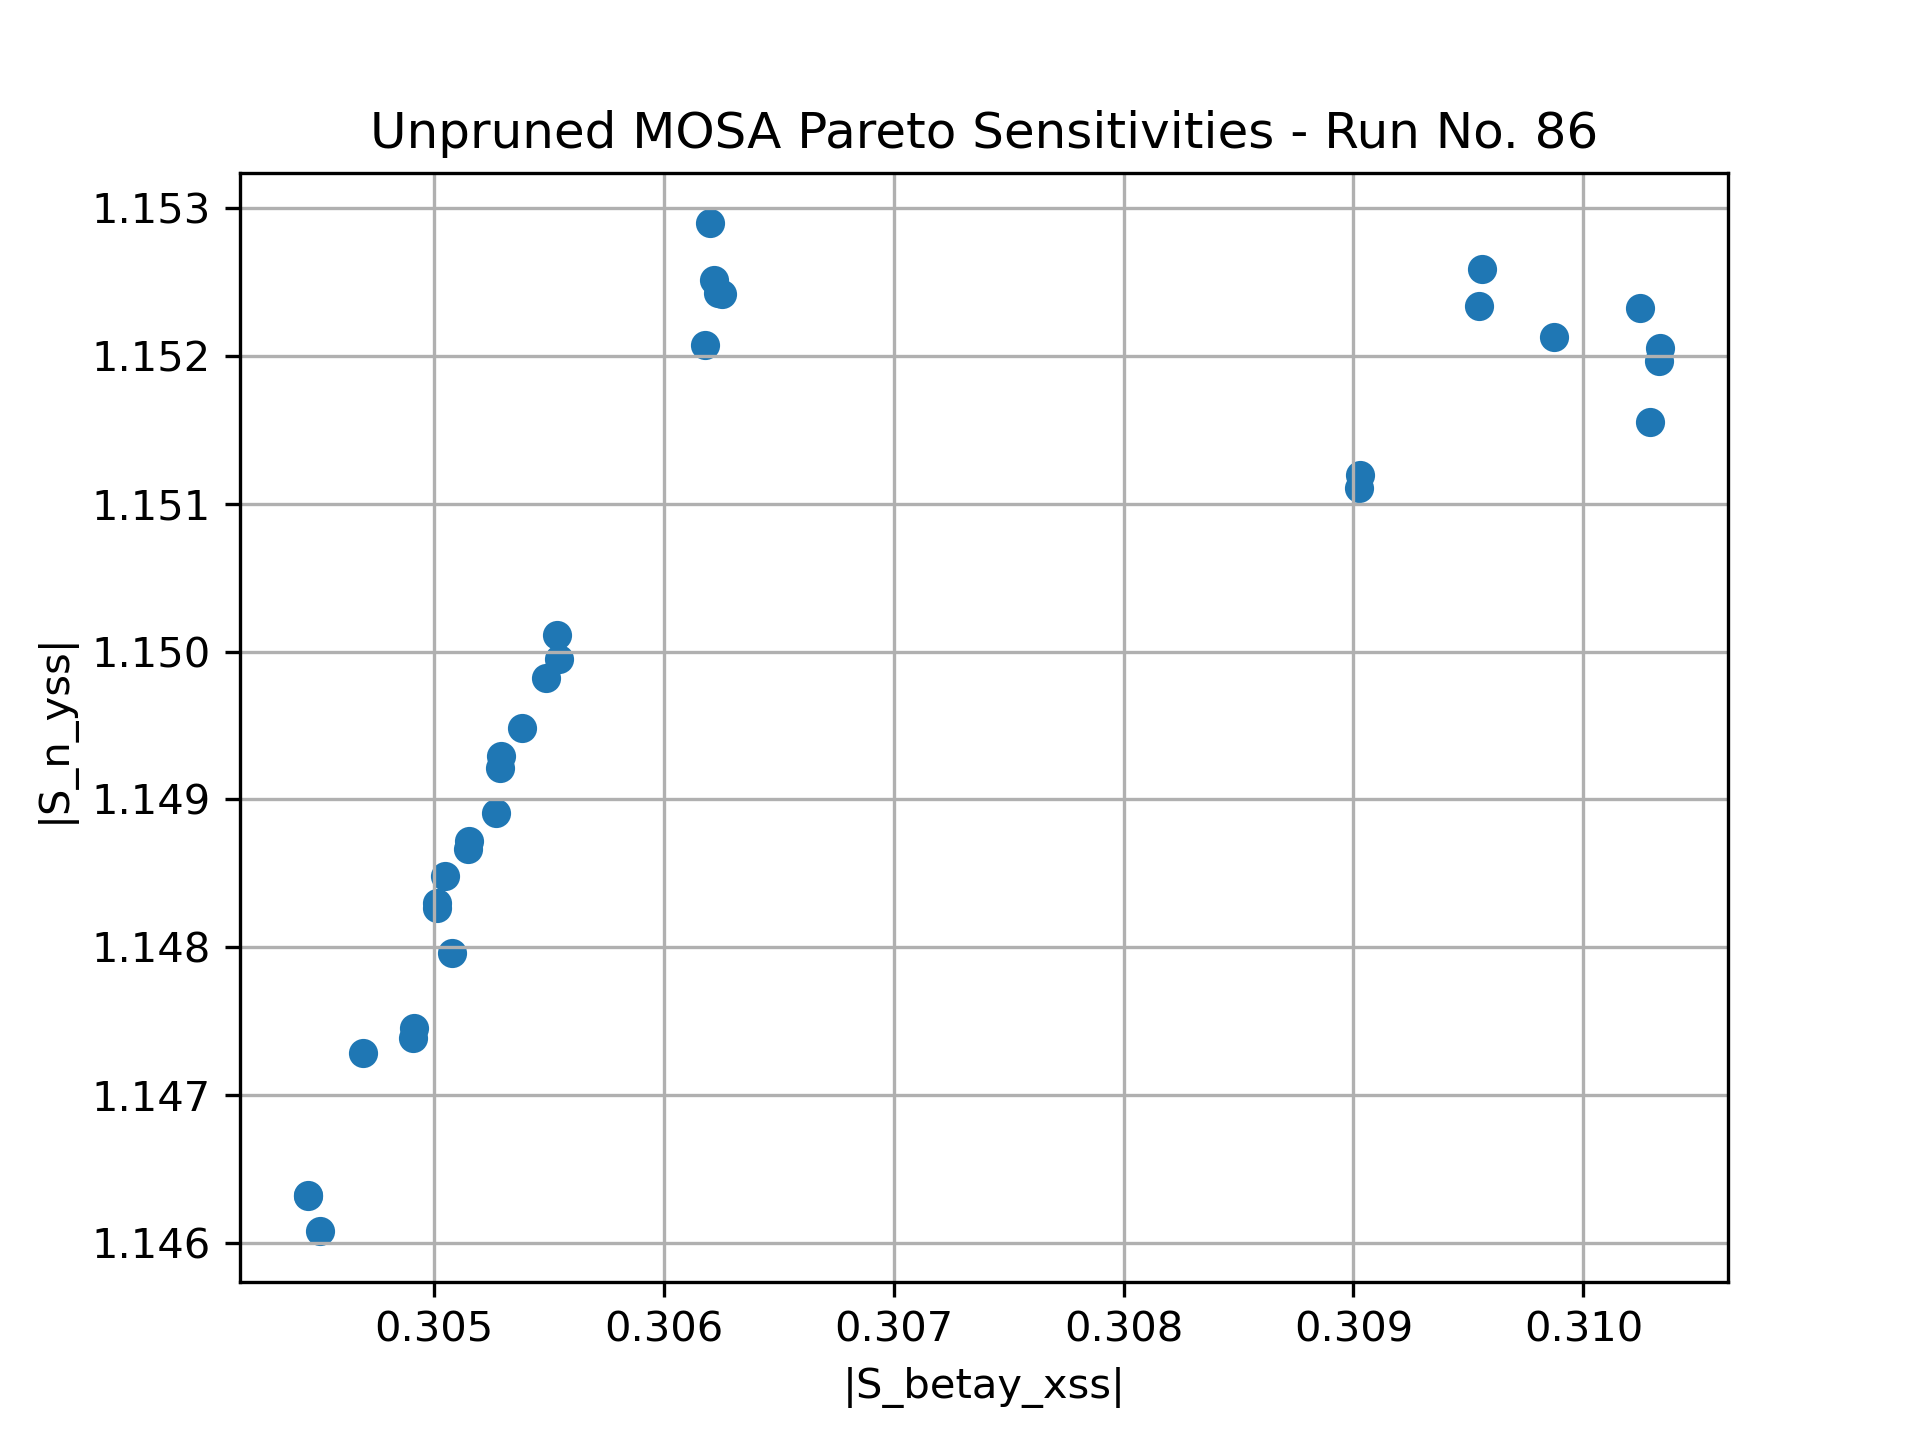 Unpruned MOSA Pareto Sensitivities - Run No. 86
|S_n_yss|
1.153
1.152
1.151
1.150
1.149
1.148
1.147
1.146
0.305 0.306 0.307 0.308 0.309 0.310
|S_betay_xss|